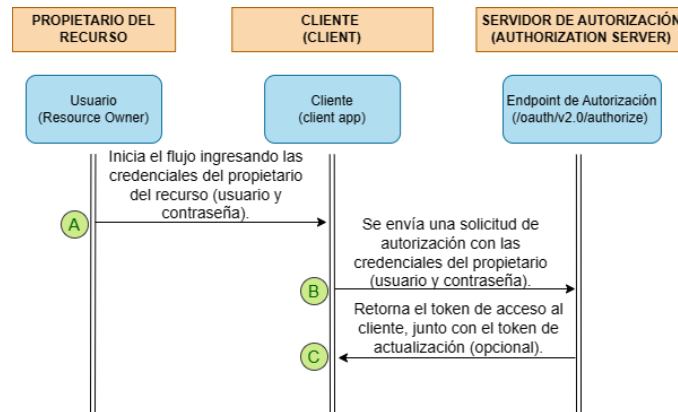 PROPIETARIO DEL
RECURSO
CLIENTE
(CLIENT)
SERVIDOR DE AUTORIZACIÓN
(AUTHORIZATION SERVER)
Usuario
(Resource Owner)
Cliente
(client app)
Endpoint de Autorización
(/oauth/v2.0/authorize)
Inicia el flujo ingresando las
credenciales del propietario
del recurso (usuario y
contraseña).
A
Se envía una solicitud de
autorización con las
credenciales del propietario
(usuario y contraseña).
B
Retorna el token de acceso al
cliente, junto con el token de
actualización (opcional).
C